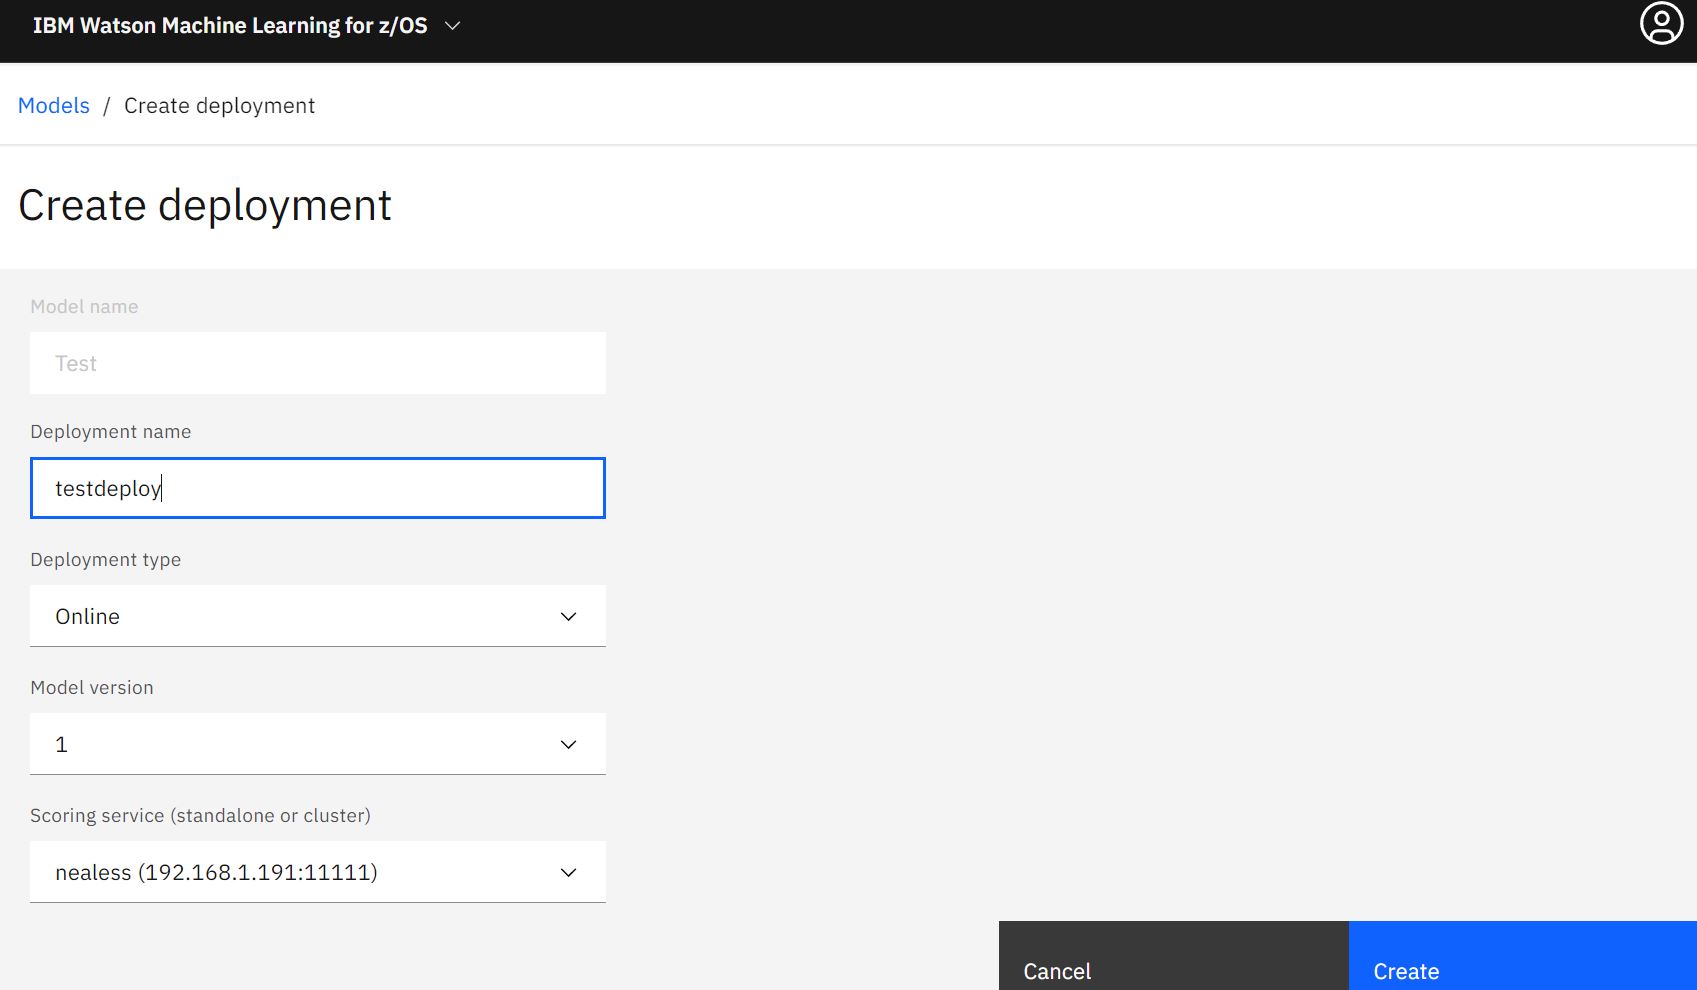 IBM Watson Machine Learning for z/OS
Models / Create deployment
Create deployment
Model name
Test
Deployment name
testdeploy
Deployment type
Online
Model version
1
Scoring service (standalone or cluster)
nealess (192.168.1.191:11111)
Cancel
Create